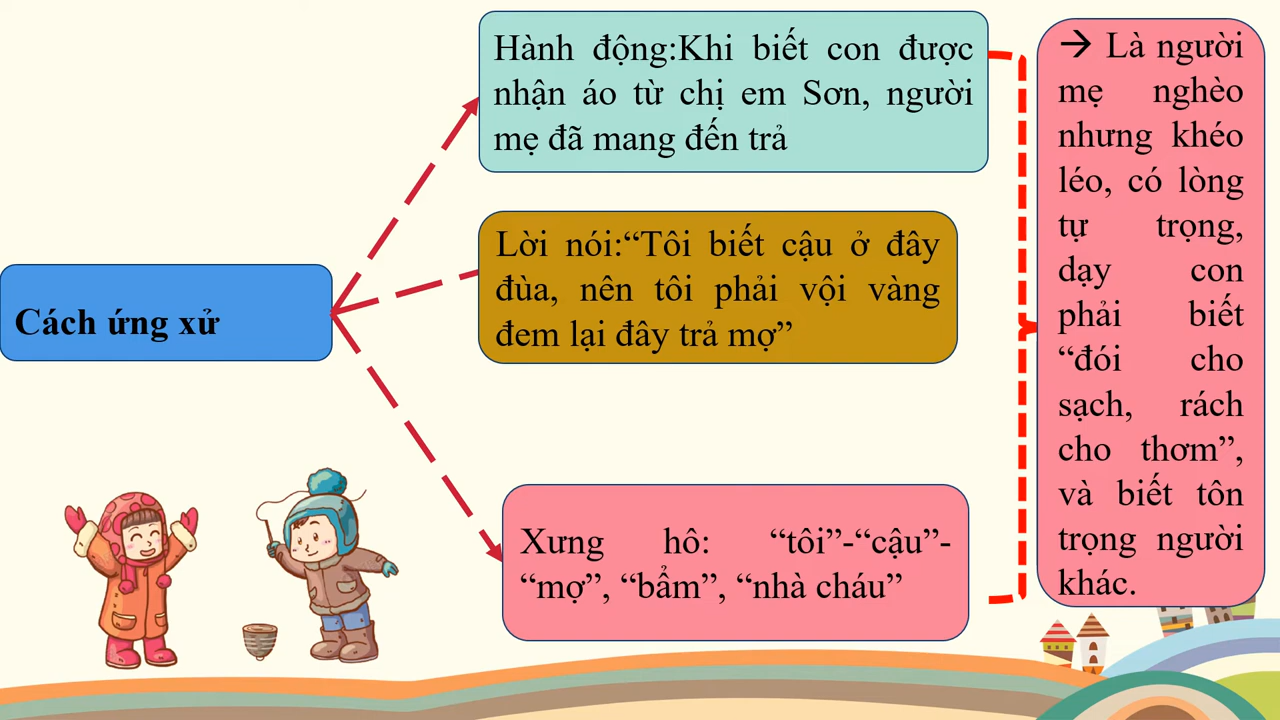 Cách ứng xử
Hành động:Khi biết con được
nhận áo từ chị em Sơn, người
mẹ đã mang đến trả
Lời nói:“Tôi biết cậu ở đây
đùa, nên tôi phải vội vàng
đem lại đây trả mợ”
Xưng hô: “tôi”-“cậu”-
“mợ”, “bẩm”, “nhà cháu”
→ Là người
mẹ nghèo
nhưng khéo
léo, có lòng
tự trọng,
dạy con
phải biết
“đói cho
sạch, rách
cho thơm”,
và biết tôn
trọng người
khác.